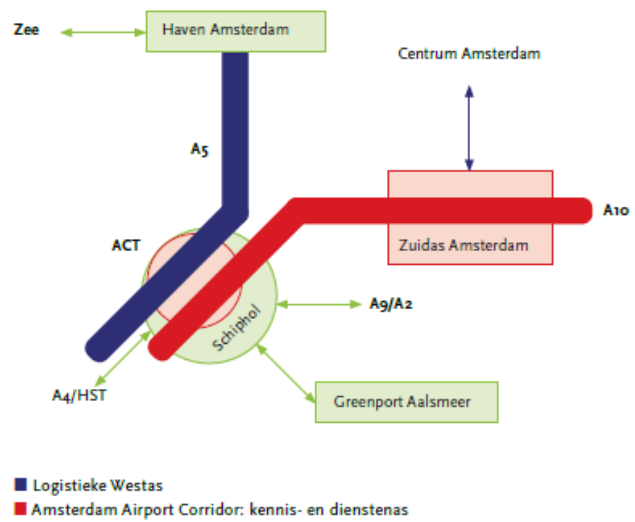 Zee
Haven Amsterdam
Centrum Amsterdam
A5
A10
ACT
Zuidas Amsterdam
Schiphol
A9/A2
A4/HST
Greenport Aalsmeer
Logistieke Westas
Amsterdam Airport Corridor: kennis- en dienstenas